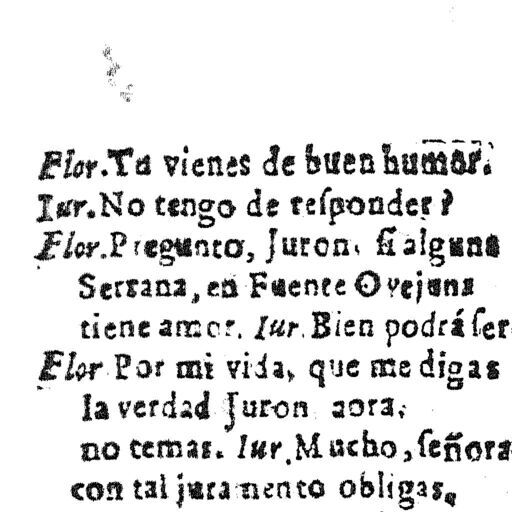 Flor. Tu vienes de buen humor.
Iur. No tengo de reſponder?
Flor. Pregunto, Juron, ſi alguna
Serrana, en Fuente Ovejuna
tiene amor. Iur. Bien podrá ſer
Flor Por mi vida, que me digas
la verdad Juron aora,
no temas. Iur. Mucho, ſeñora
con tal juramento obligas.